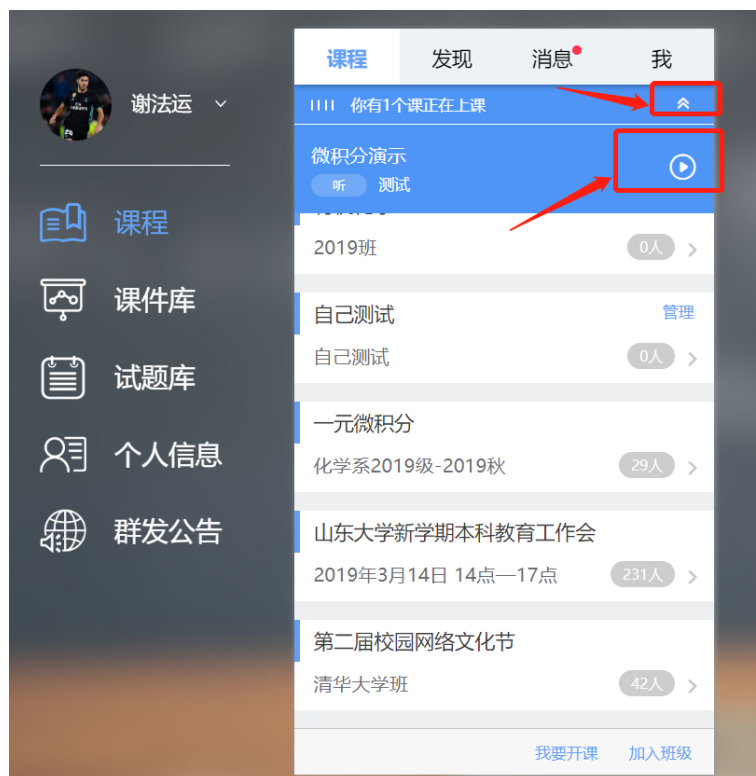 谢法运
课程
课件库
试题库
个人信息
群发公告
课程 发现 消息 我
你有1个课正在上课
微积分演示
听 测试
2019班 0人
自己测试 管理
自己测试 0人
一元微积分
化学系2019级-2019秋 29人
山东大学新学期本科教育工作会
2019年3月14日 14点—17点 231人
第二届校园网络文化节
清华大学班 42人
我要开课 加入班级